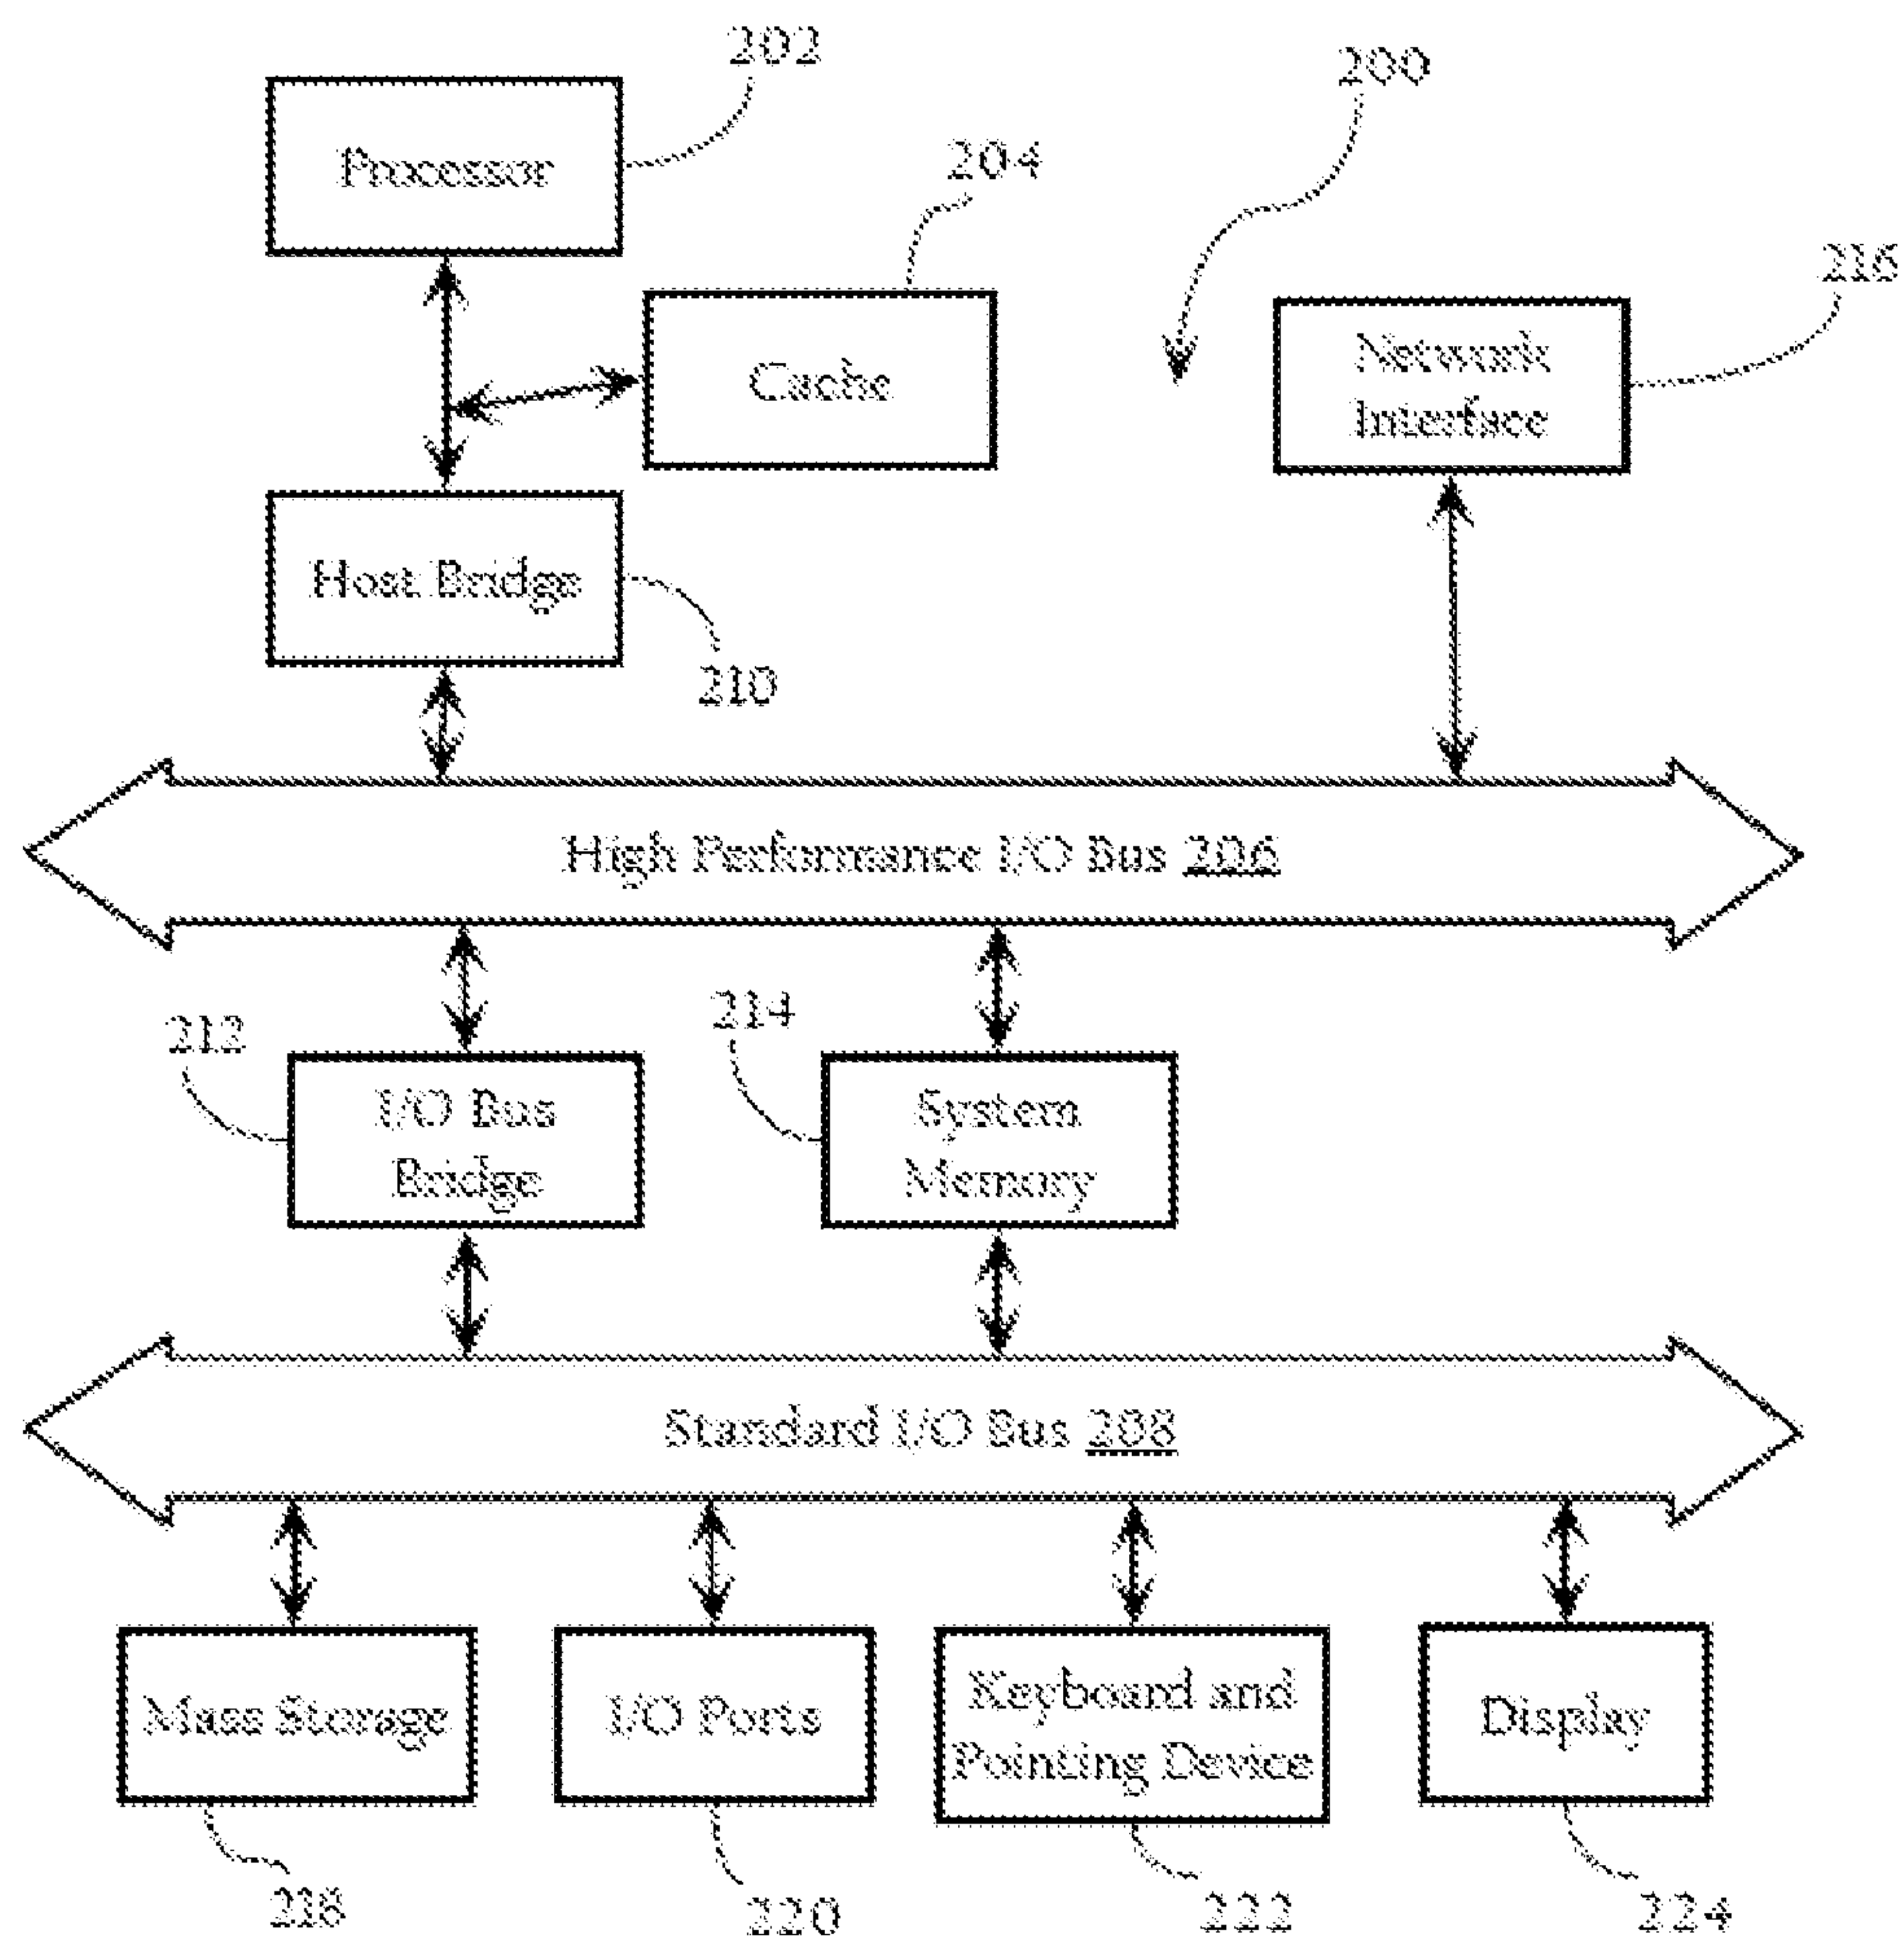 202
200
204
Processor
216
Cache
Network
Interface
Host Bridge
210
High Performance I/O Bus 206
212
214
I/O Bus
Bridge
System
Memory
Standard I/O Bus 208
Mass Storage
I/O Ports
Keyboard and
Pointing Device
Display
218
220
222
224